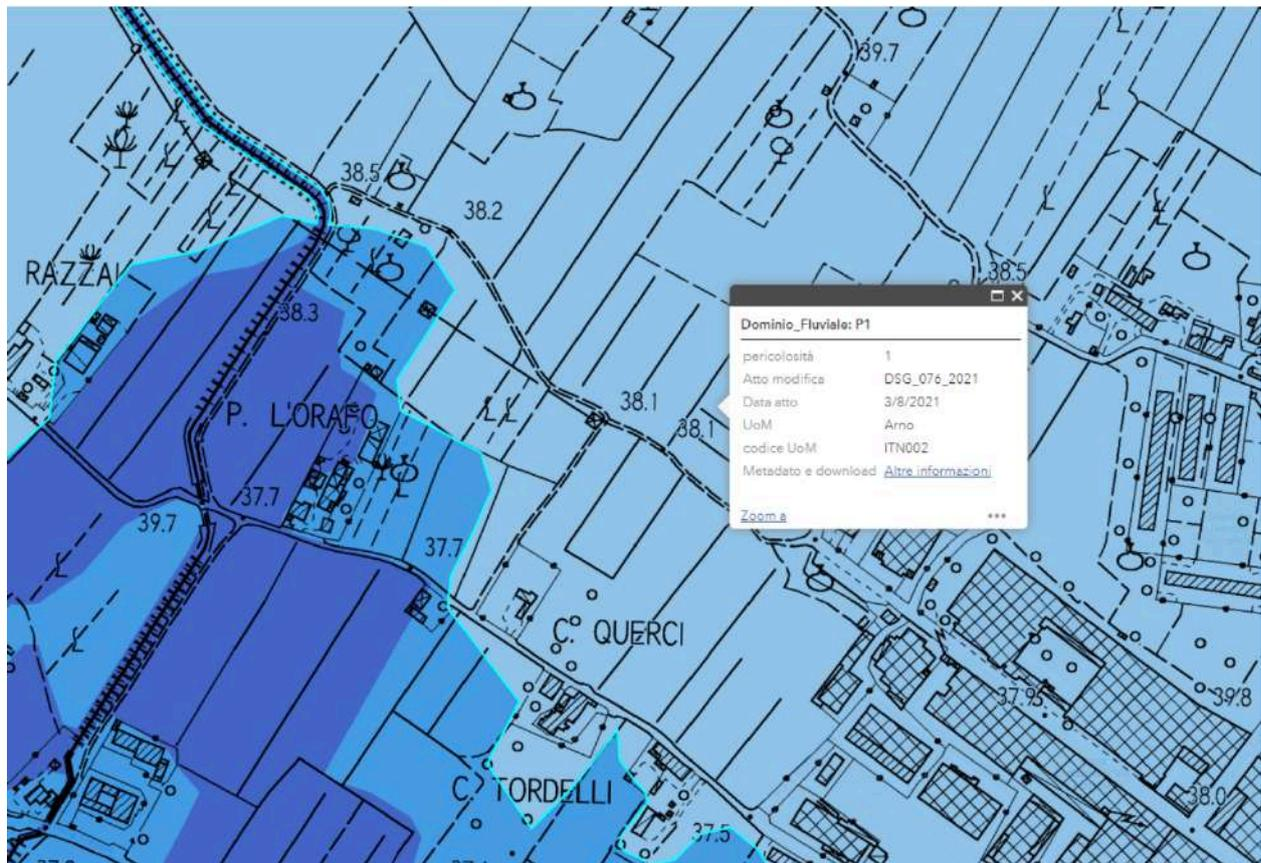 39.7
38.5
38.2
38.5
RAZZAI
38.3
Dominio_Fluviale: P1
pericolosità 1
Atto modifica DSG_076_2021
Data atto 3/8/2021
UoM Arno
codice UoM ITN002
Metadato e download Altre informazioni
Zoom a
38.1
38.1
P. L'ORAFO
37.7
39.7
37.7
C. QUERCI
37.9
39.8
C. TORDELLI
38.0
37.5